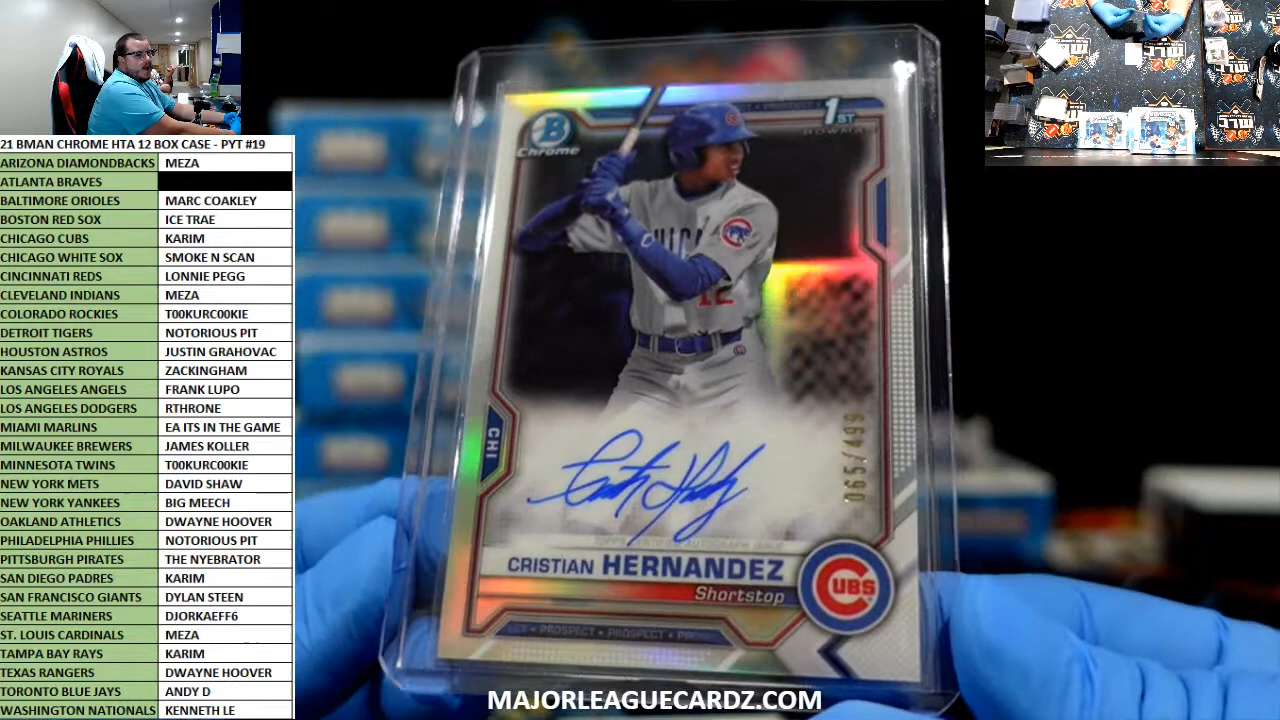 21 BMAN CHROME HTA 12 BOX CASE - PYT #19
ARIZONA DIAMONDBACKS MEZA
ATLANTA BRAVES
BALTIMORE ORIOLES MARC COAKLEY
BOSTON RED SOX ICE TRAE
CHICAGO CUBS KARIM
CHICAGO WHITE SOX SMOKE N SCAN
CINCINNATI REDS LONNIE PEGG
CLEVELAND INDIANS MEZA
COLORADO ROCKIES T00KURC00KIE
DETROIT TIGERS NOTORIOUS PIT
HOUSTON ASTROS JUSTIN GRAHOVAC
KANSAS CITY ROYALS ZACKINGHAM
LOS ANGELES ANGELS FRANK LUPO
LOS ANGELES DODGERS RTHRONE
MIAMI MARLINS EA ITS IN THE GAME
MILWAUKEE BREWERS JAMES KOLLER
MINNESOTA TWINS T00KURC00KIE
NEW YORK METS DAVID SHAW
NEW YORK YANKEES BIG MEECH
OAKLAND ATHLETICS DWAYNE HOOVER
PHILADELPHIA PHILLIES NOTORIOUS PIT
PITTSBURGH PIRATES THE NYEBRATOR
SAN DIEGO PADRES KARIM
SAN FRANCISCO GIANTS DYLAN STEEN
SEATTLE MARINERS DJORKAEFF6
ST. LOUIS CARDINALS MEZA
TAMPA BAY RAYS KARIM
TEXAS RANGERS DWAYNE HOOVER
TORONTO BLUE JAYS ANDY D
WASHINGTON NATIONALS KENNETH LE
B
Chrome
PROSPECT
1ST
BOWMAN
12
CHI
065/499
CRISTIAN HERNANDEZ
Shortstop
CUBS
PROSPECT • PROSPECT
MAJORLEAGUECARDZ.COM